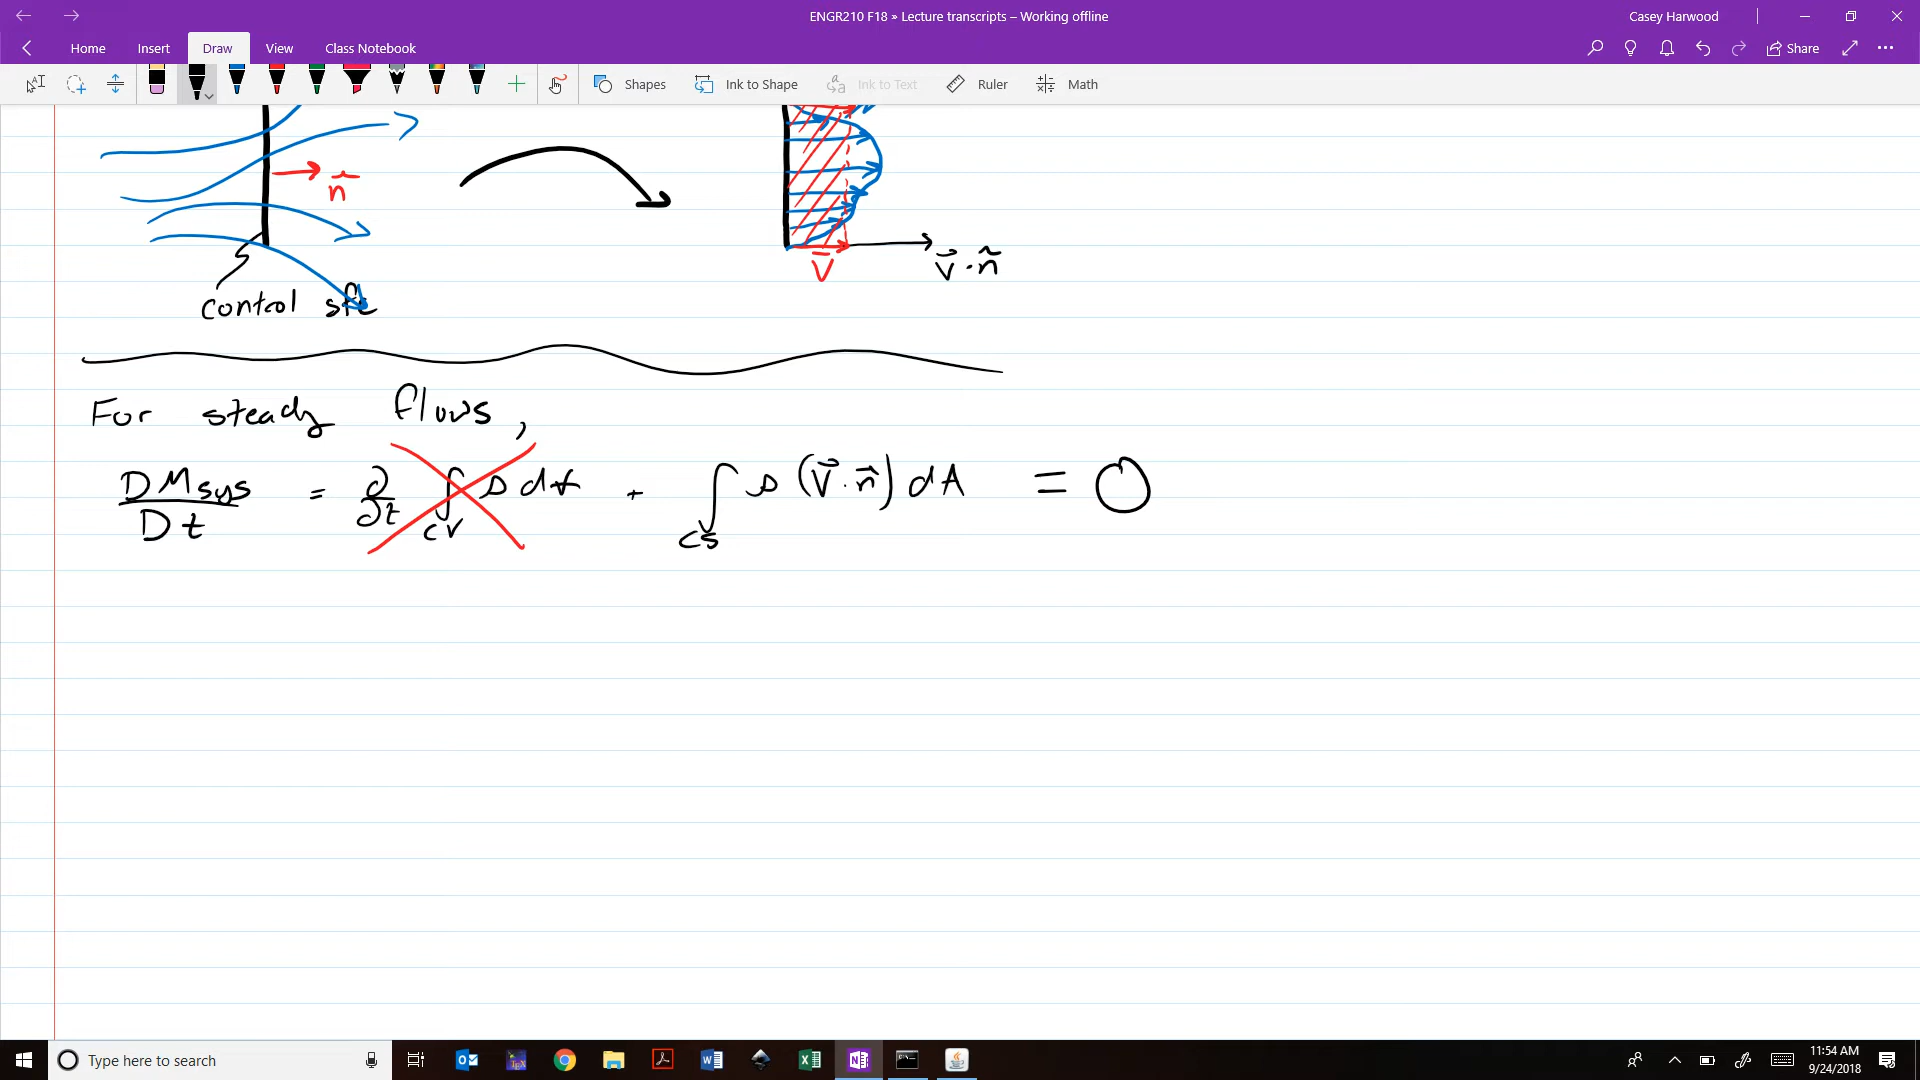 ENGR210 F18 » Lecture transcripts – Working offline
Casey Harwood
Home Insert Draw View Class Notebook
Share
Shapes Ink to Shape Ink to Text Ruler Math
n⃗
V̄
V⃗ · n̂
control sfc
For steady flows,
DMsys/Dt = ∂/∂t ∫CV ρ dV + ∫CS ρ (V⃗ · n⃗) dA = 0
Type here to search
11:54 AM
9/24/2018